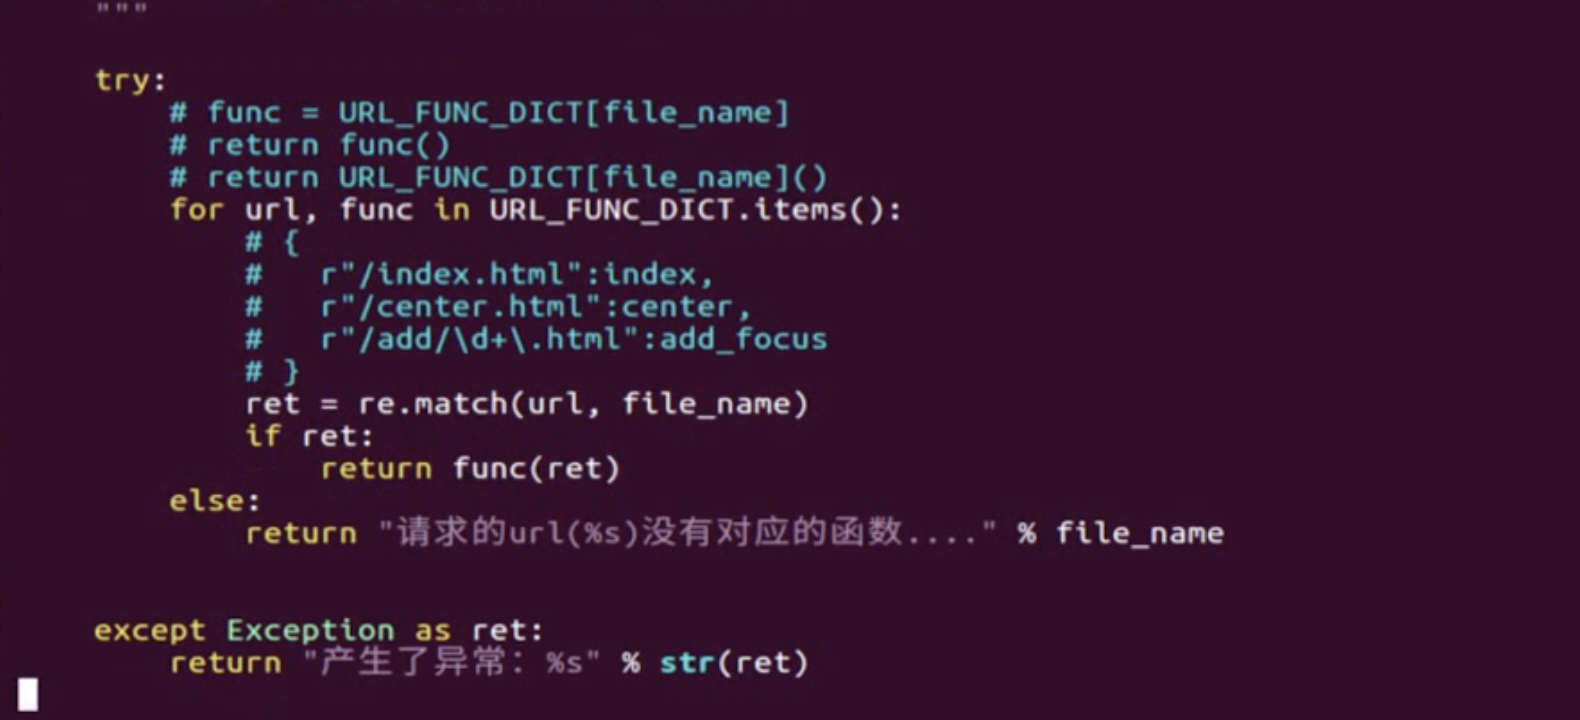 """
try:
# func = URL_FUNC_DICT[file_name]
# return func()
# return URL_FUNC_DICT[file_name]()
for url, func in URL_FUNC_DICT.items():
# {
#   r"/index.html":index,
#   r"/center.html":center,
#   r"/add/\d+\.html":add_focus
# }
ret = re.match(url, file_name)
if ret:
return func(ret)
else:
return "请求的url(%s)没有对应的函数...." % file_name
except Exception as ret:
return "产生了异常：%s" % str(ret)